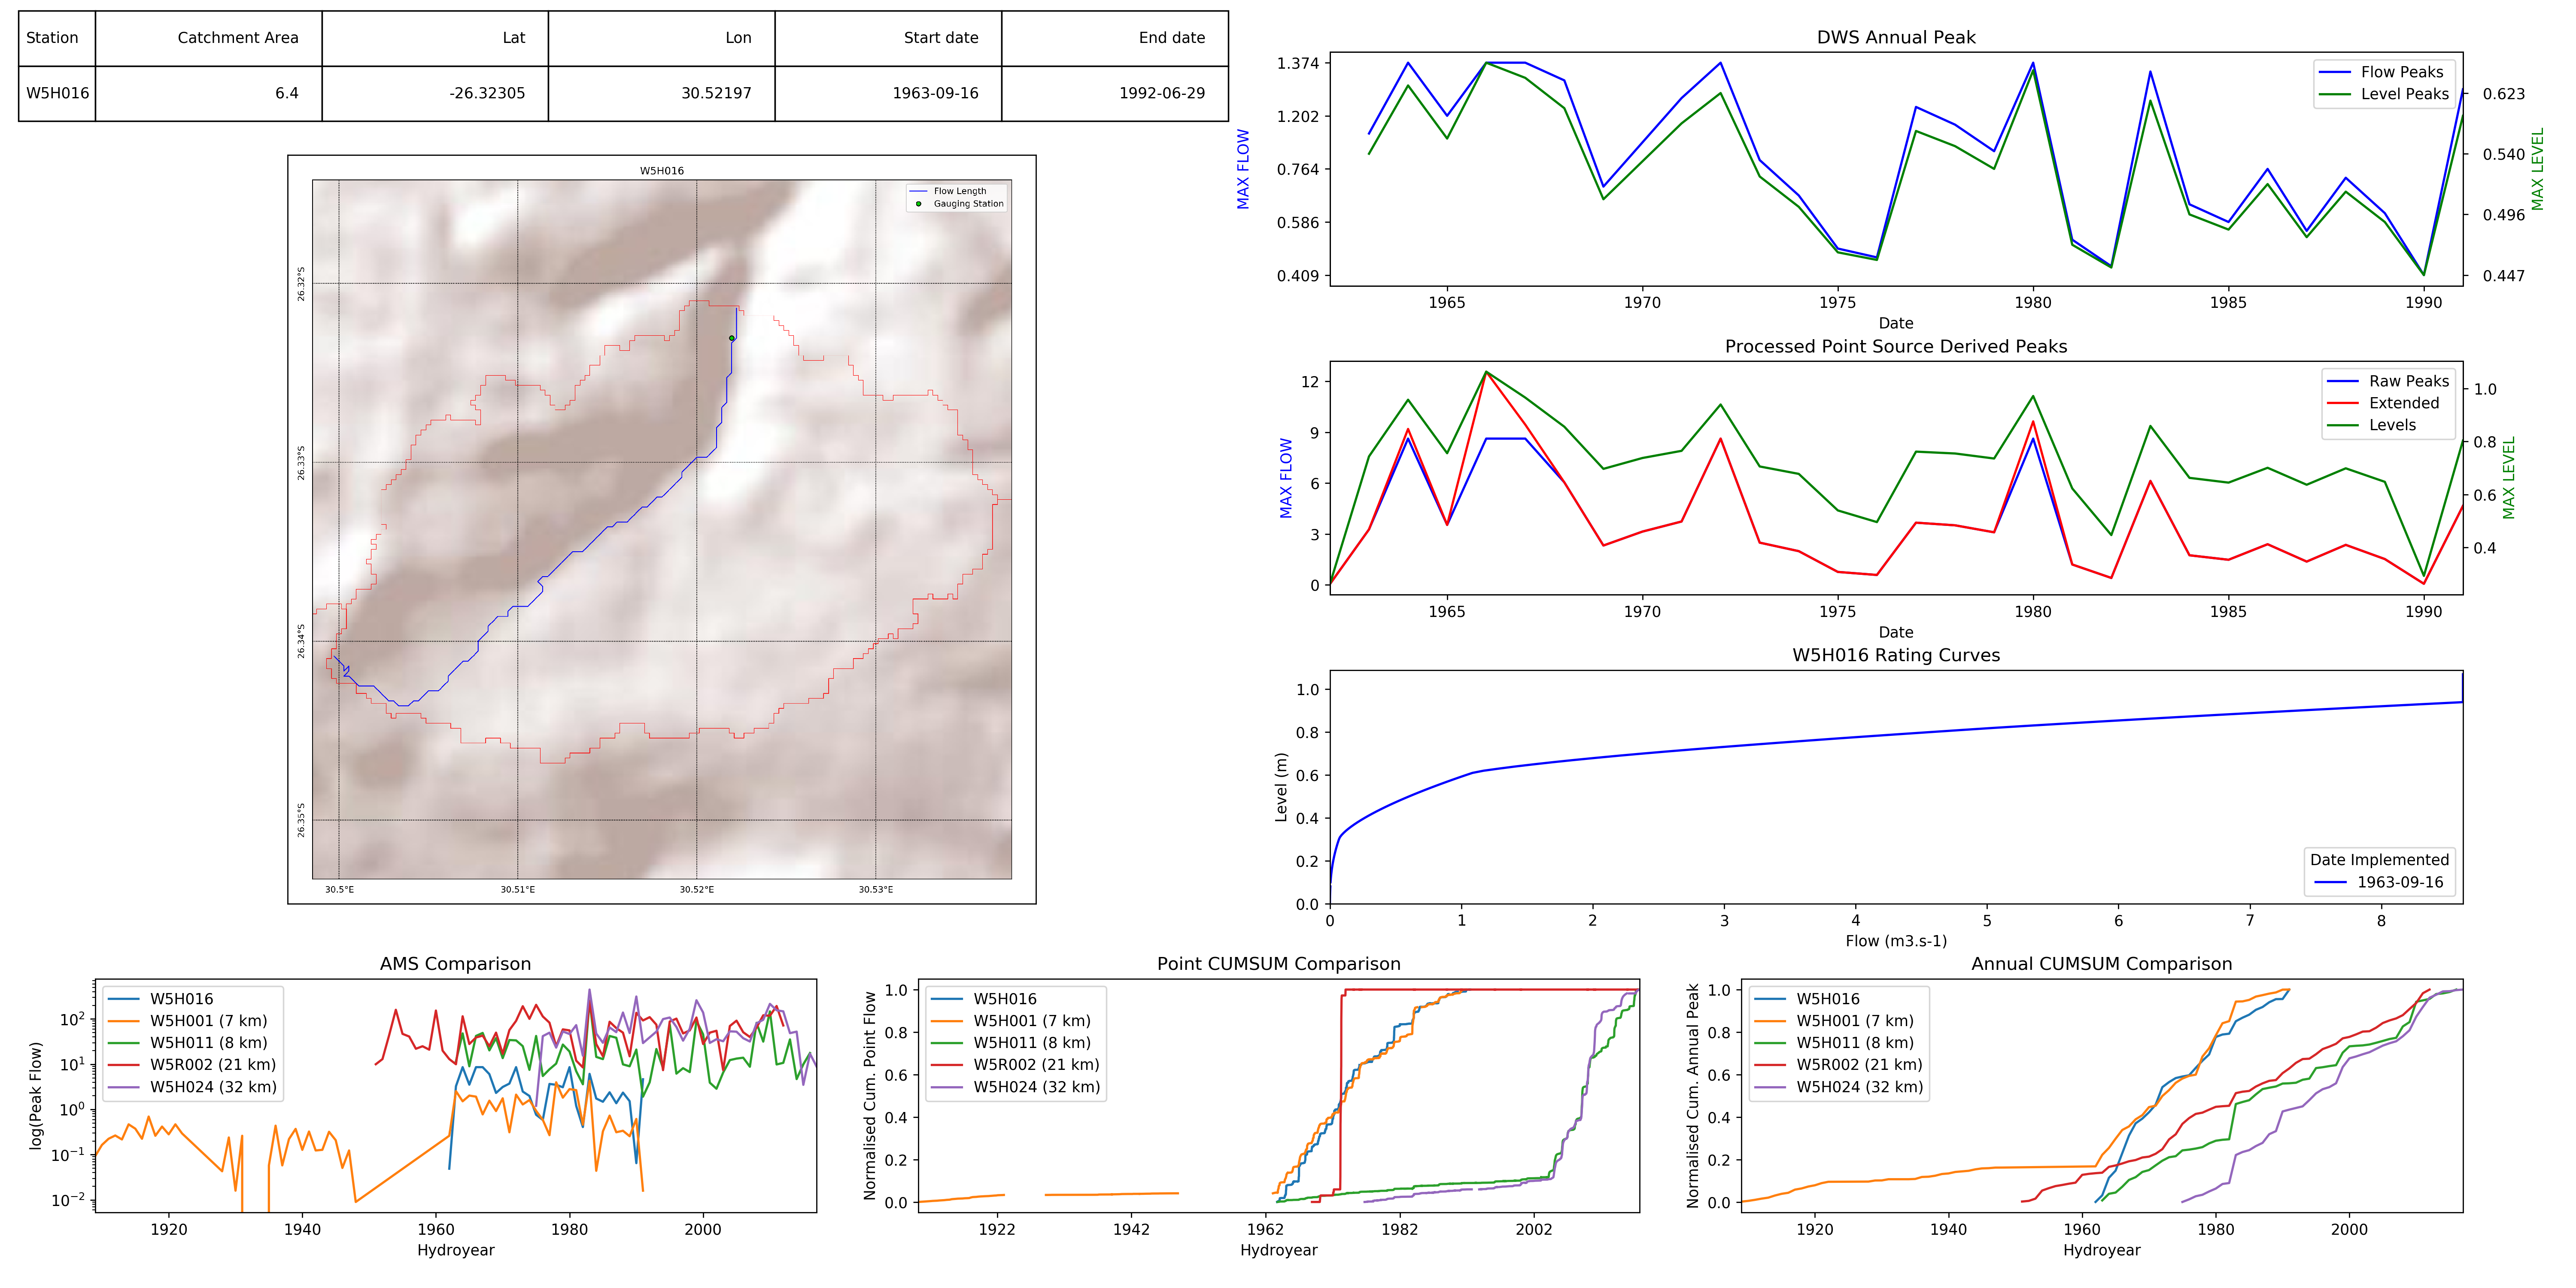 Station Catchment Area Lat Lon Start date End date
W5H016 6.4 -26.32305 30.52197 1963-09-16 1992-06-29
W5H016
Flow Length
Gauging Station
26.32°S
26.33°S
26.34°S
26.35°S
30.5°E 30.51°E 30.52°E 30.53°E
DWS Annual Peak
Flow Peaks
Level Peaks
MAX FLOW
1.374
1.202
0.764
0.586
0.409
MAX LEVEL
0.623
0.540
0.496
0.447
1965 1970 1975 1980 1985 1990
Date
Processed Point Source Derived Peaks
Raw Peaks
Extended
Levels
MAX FLOW
12
9
6
3
0
MAX LEVEL
1.0
0.8
0.6
0.4
1965 1970 1975 1980 1985 1990
Date
W5H016 Rating Curves
Level (m)
1.0
0.8
0.6
0.4
0.2
0.0
Date Implemented
1963-09-16
0 1 2 3 4 5 6 7 8
Flow (m3.s-1)
AMS Comparison
W5H016
W5H001 (7 km)
W5H011 (8 km)
W5R002 (21 km)
W5H024 (32 km)
log(Peak Flow)
10²
10¹
10⁰
10⁻¹
10⁻²
1920 1940 1960 1980 2000
Hydroyear
Point CUMSUM Comparison
W5H016
W5H001 (7 km)
W5H011 (8 km)
W5R002 (21 km)
W5H024 (32 km)
Normalised Cum. Point Flow
1.0
0.8
0.6
0.4
0.2
0.0
1922 1942 1962 1982 2002
Hydroyear
Annual CUMSUM Comparison
W5H016
W5H001 (7 km)
W5H011 (8 km)
W5R002 (21 km)
W5H024 (32 km)
Normalised Cum. Annual Peak
1.0
0.8
0.6
0.4
0.2
0.0
1920 1940 1960 1980 2000
Hydroyear